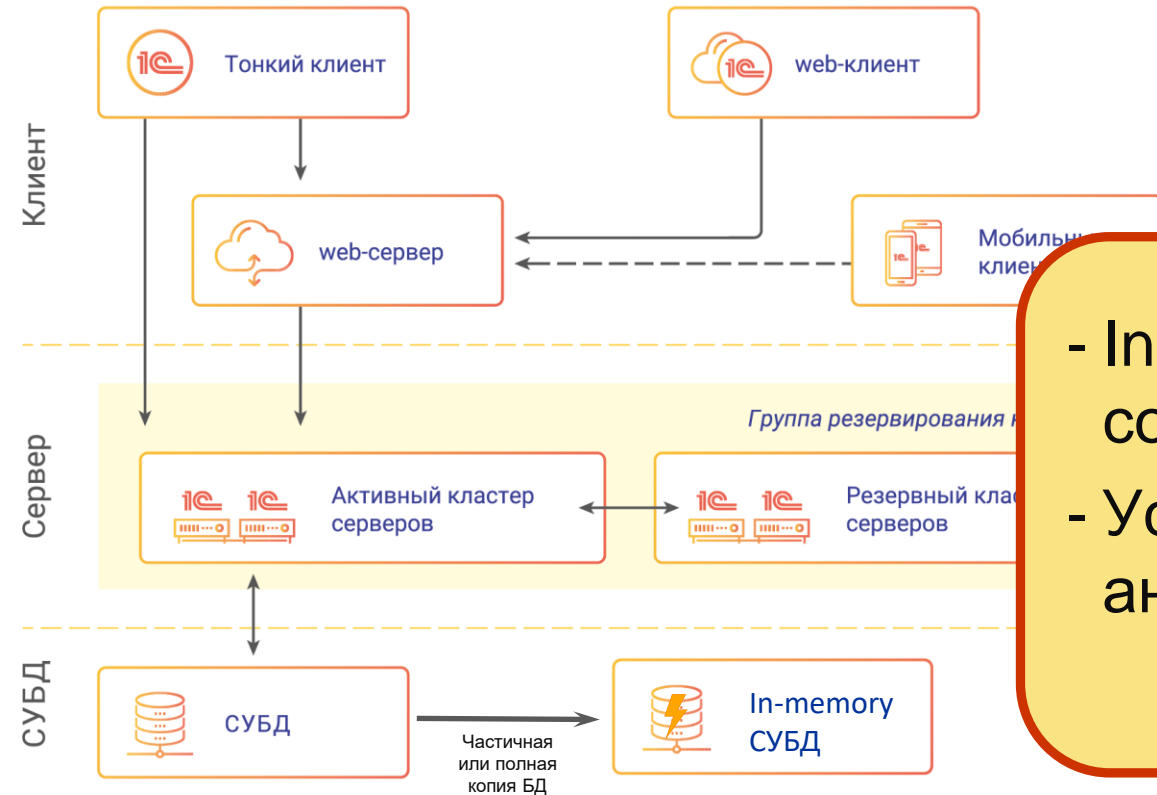 Клиент
Тонкий клиент
web-клиент
web-сервер
Сервер
Группа резервирования
Активный кластер
серверов
Резервный
серверов
СУБД
СУБД
Частичная
или полная
копия БД
In-memory
СУБД